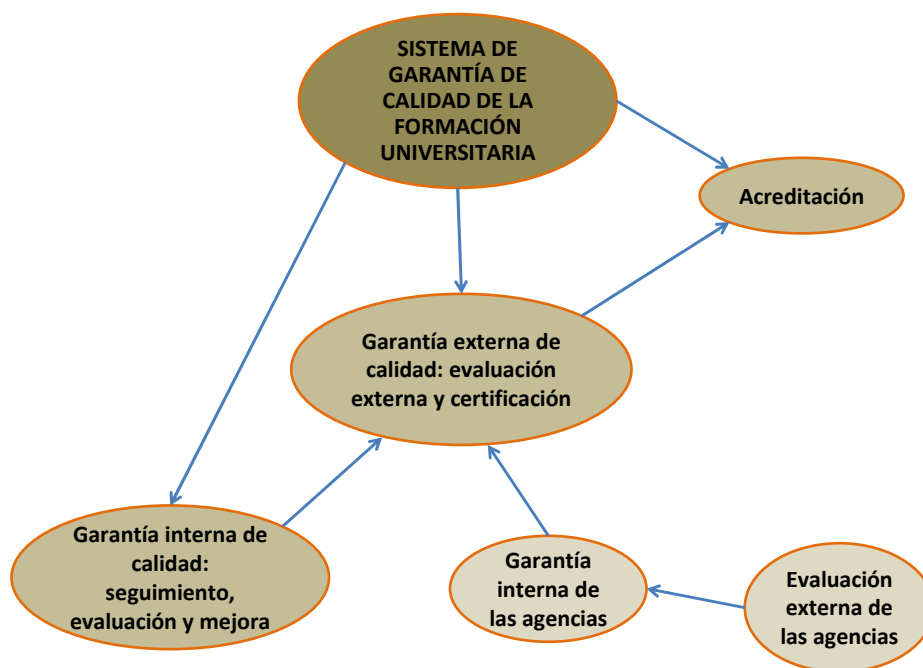 SISTEMA DE
GARANTÍA DE
CALIDAD DE LA
FORMACIÓN
UNIVERSITARIA
Acreditación
Garantía externa de
calidad: evaluación
externa y certificación
Garantía interna de
calidad:
seguimiento,
evaluación y mejora
Garantía
interna de
las agencias
Evaluación
externa de
las agencias